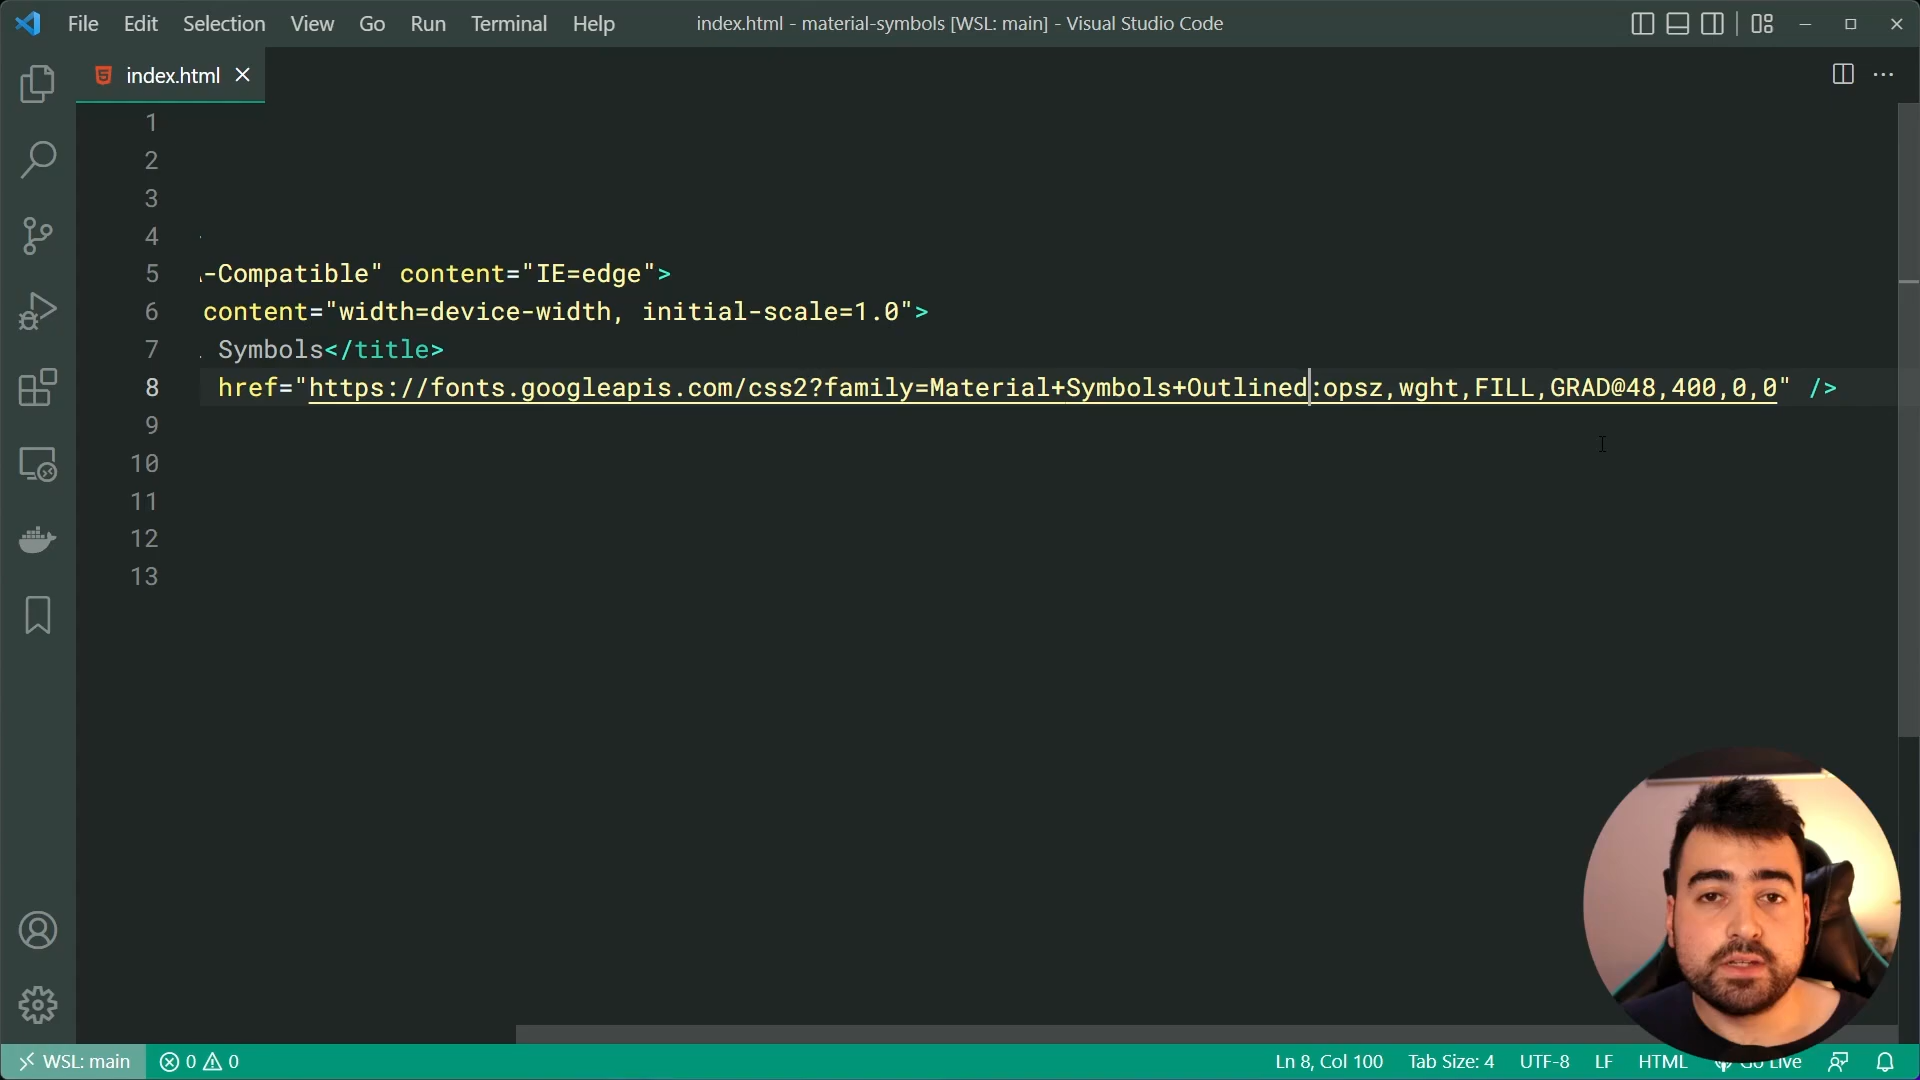 File Edit Selection View Go Run Terminal Help index.html - material-symbols [WSL: main] - Visual Studio Code
index.html
1
2
3
4
5 -Compatible" content="IE=edge">
6 content="width=device-width, initial-scale=1.0">
7 Symbols</title>
8 href="https://fonts.googleapis.com/css2?family=Material+Symbols+Outlined:opsz,wght,FILL,GRAD@48,400,0,0" />
9
10
11
12
13
WSL: main 0 0 Ln 8, Col 100 Tab Size: 4 UTF-8 LF HTML Go Live